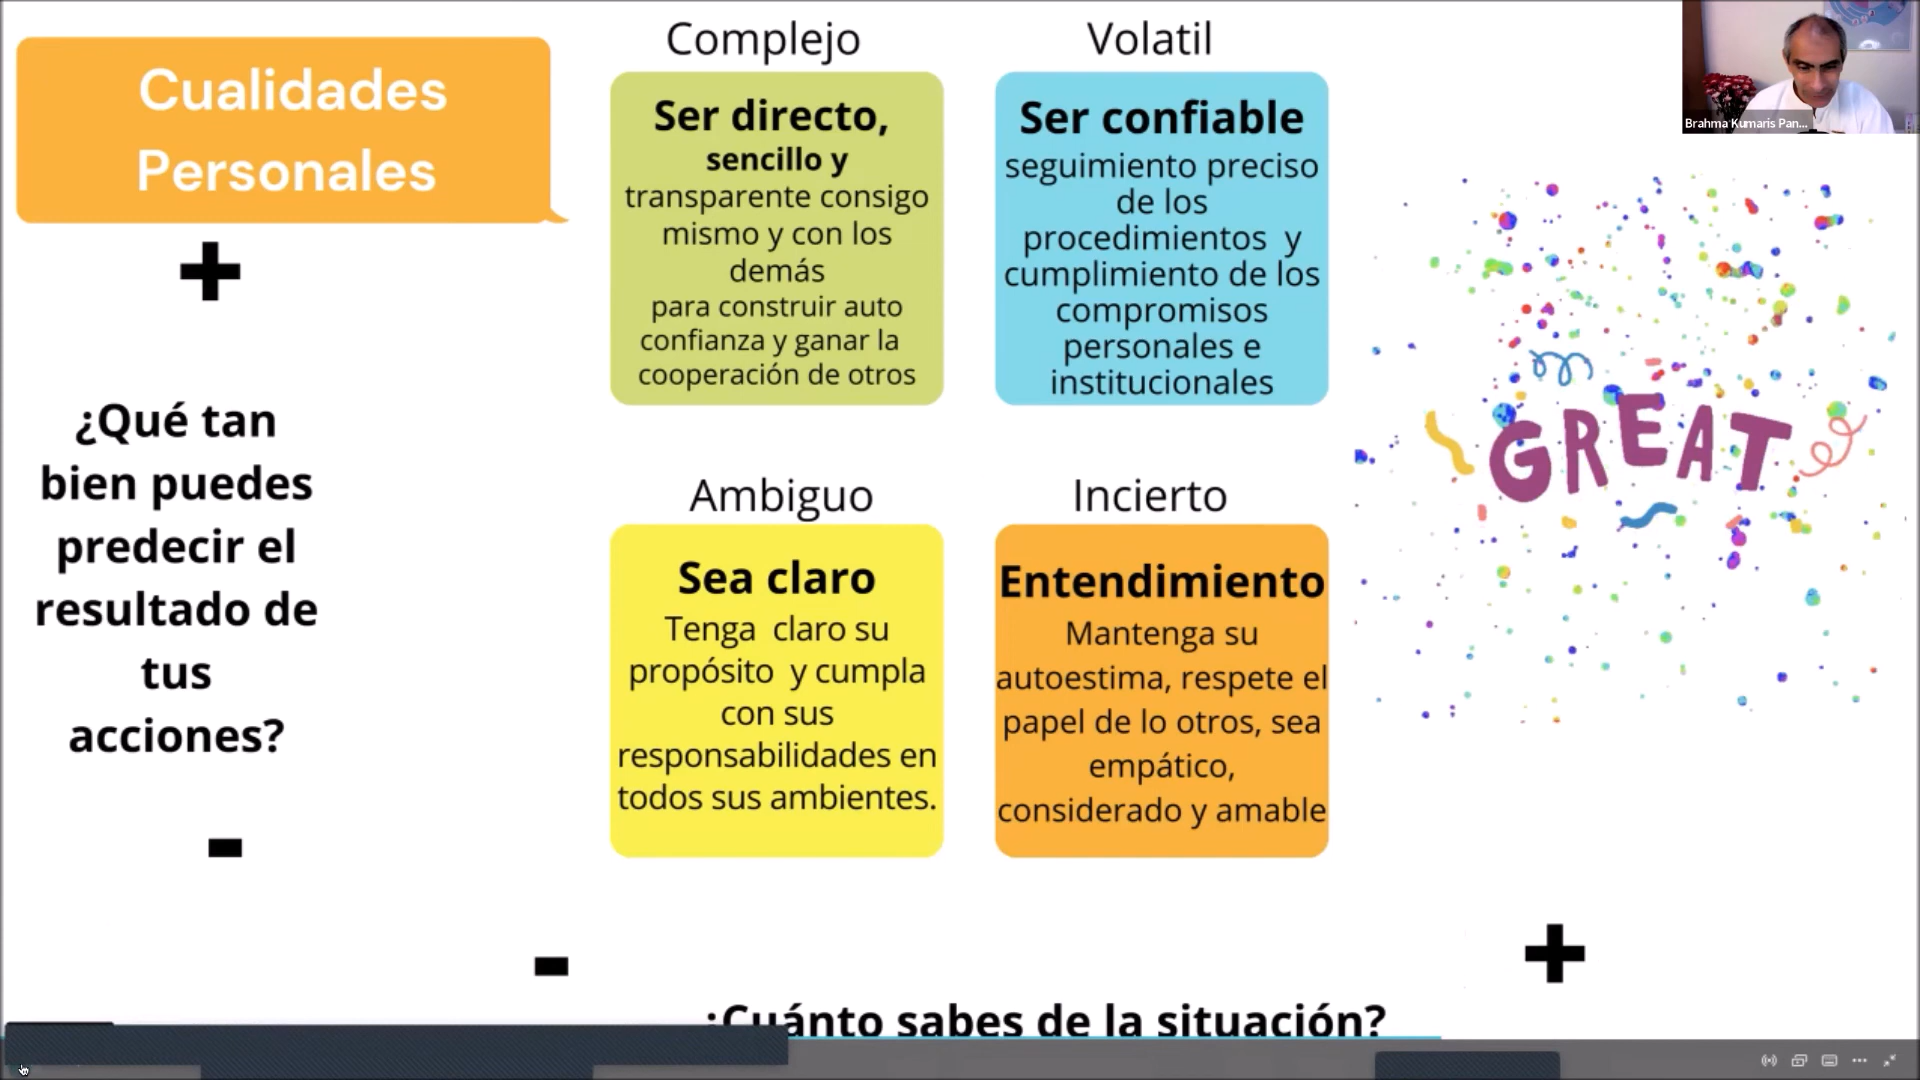 Cualidades
Personales
+
¿Qué tan
bien puedes
predecir el
resultado de
tus
acciones?
-
Complejo
Ser directo,
sencillo y
transparente consigo
mismo y con los
demás
para construir auto
confianza y ganar la
cooperación de otros
Volatil
Ser confiable
seguimiento preciso
de los
procedimientos y
cumplimiento de los
compromisos
personales e
institucionales
Ambiguo
Sea claro
Tenga claro su
propósito y cumpla
con sus
responsabilidades en
todos sus ambientes.
Incierto
Entendimiento
Mantenga su
autoestima, respete el
papel de lo otros, sea
empático,
considerado y amable
GREAT
Brahma Kumaris Pan...
-
+
¿Cuánto sabes de la situación?